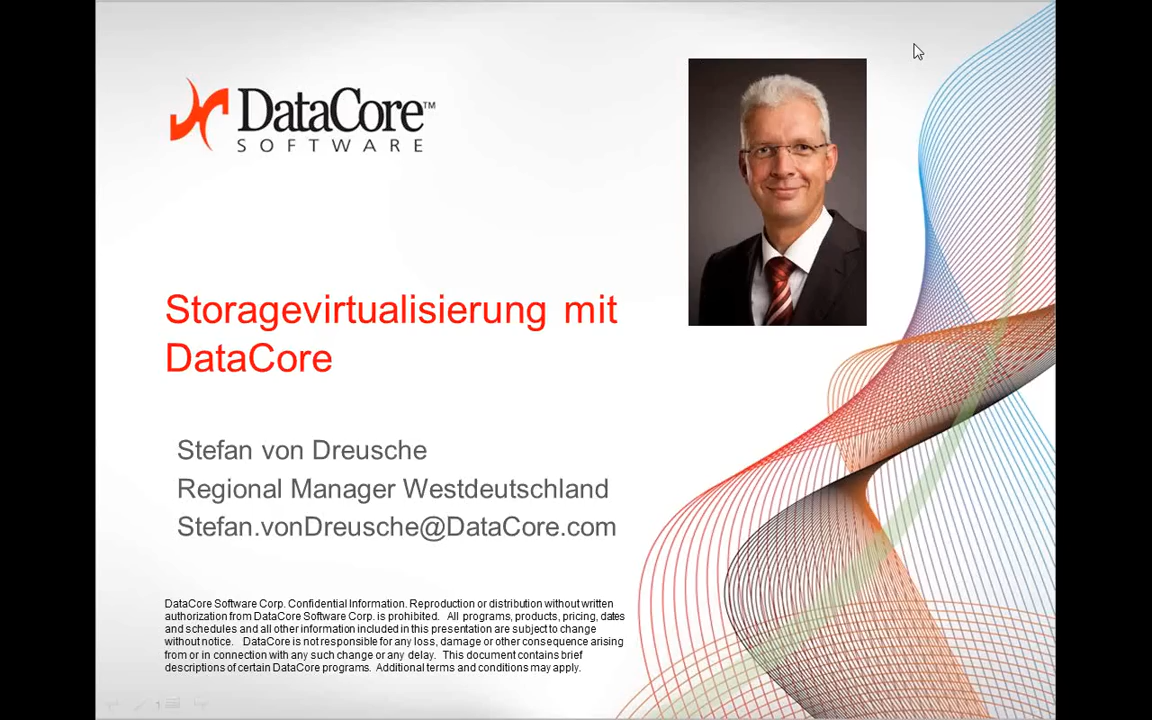 DataCore™
SOFTWARE
Storagevirtualisierung mit
DataCore
Stefan von Dreusche
Regional Manager Westdeutschland
Stefan.vonDreusche@DataCore.com
DataCore Software Corp. Confidential Information. Reproduction or distribution without written
authorization from DataCore Software Corp. is prohibited. All programs, products, pricing, dates
and schedules and all other information included in this presentation are subject to change
without notice. DataCore is not responsible for any loss, damage or other consequence arising
from or in connection with any such change or any delay. This document contains brief
descriptions of certain DataCore programs. Additional terms and conditions may apply.
1